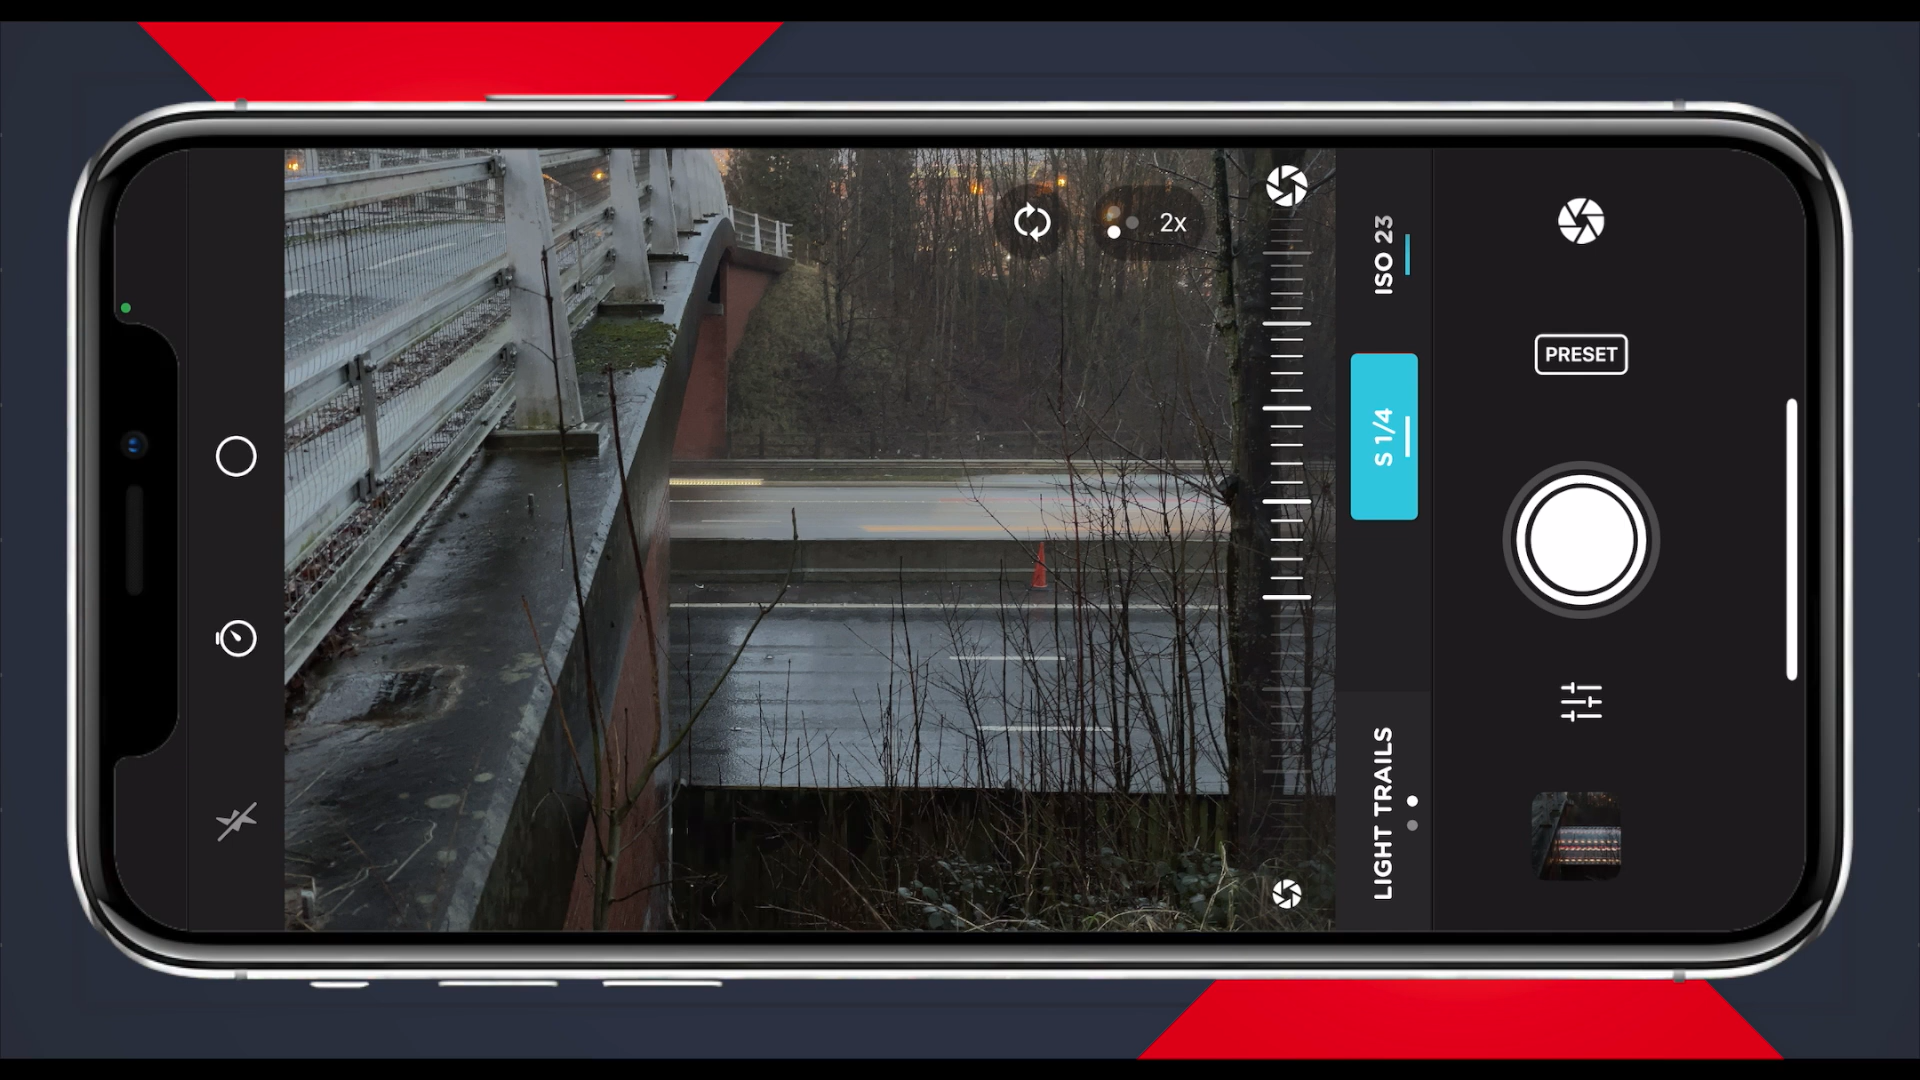 2x
ISO 23
S 1/4
LIGHT TRAILS
PRESET